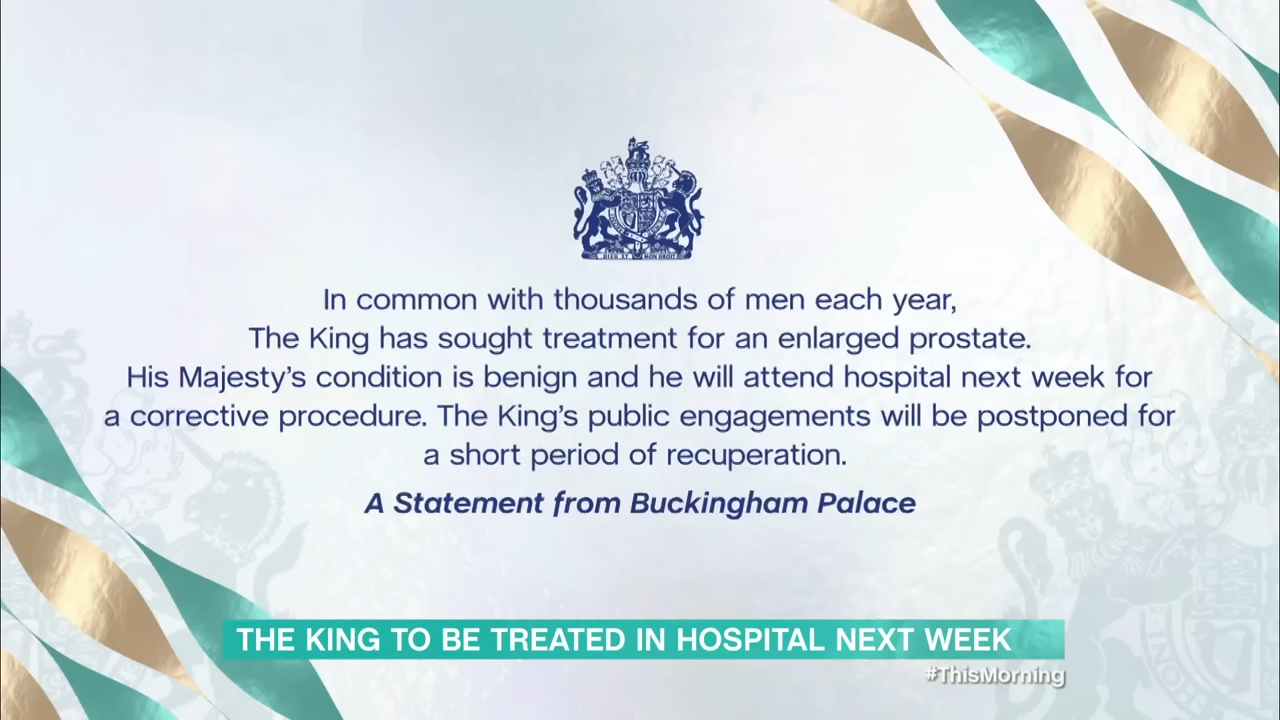 In common with thousands of men each year,
The King has sought treatment for an enlarged prostate.
His Majesty’s condition is benign and he will attend hospital next week for
a corrective procedure. The King’s public engagements will be postponed for
a short period of recuperation.
A Statement from Buckingham Palace
THE KING TO BE TREATED IN HOSPITAL NEXT WEEK
#ThisMorning